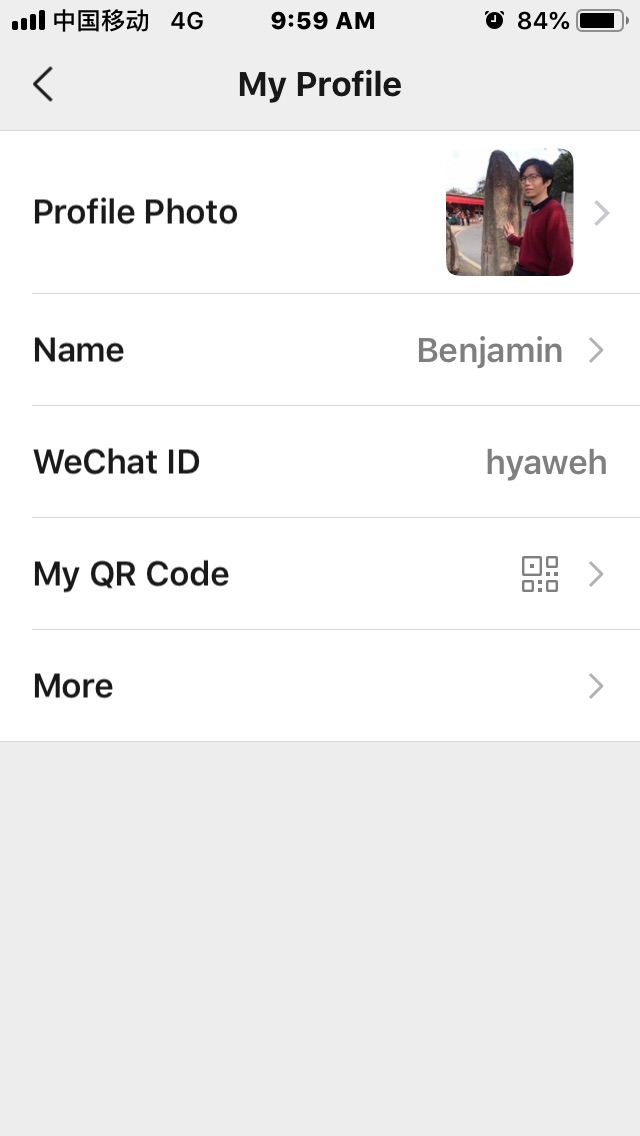 中国移动 4G 9:59 AM 84%
My Profile
Profile Photo
Name Benjamin
WeChat ID hyaweh
My QR Code
More